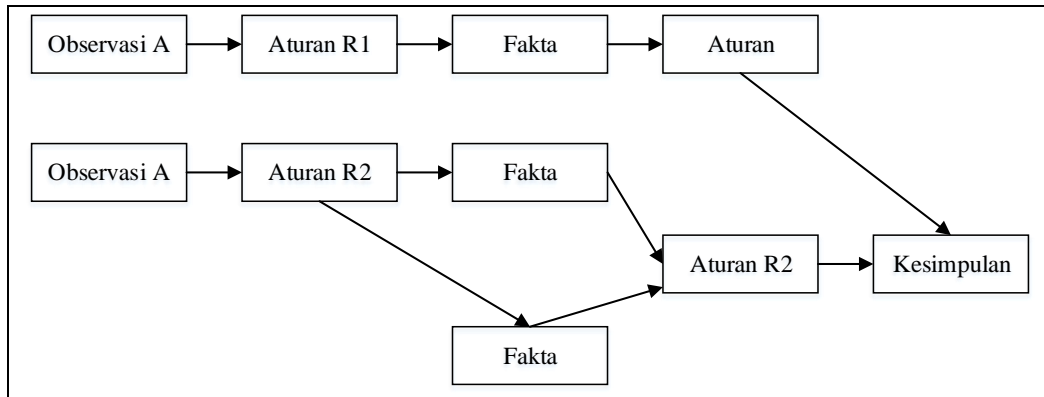 Observasi A
Aturan R1
Fakta
Aturan
Observasi A
Aturan R2
Fakta
Aturan R2
Kesimpulan
Fakta